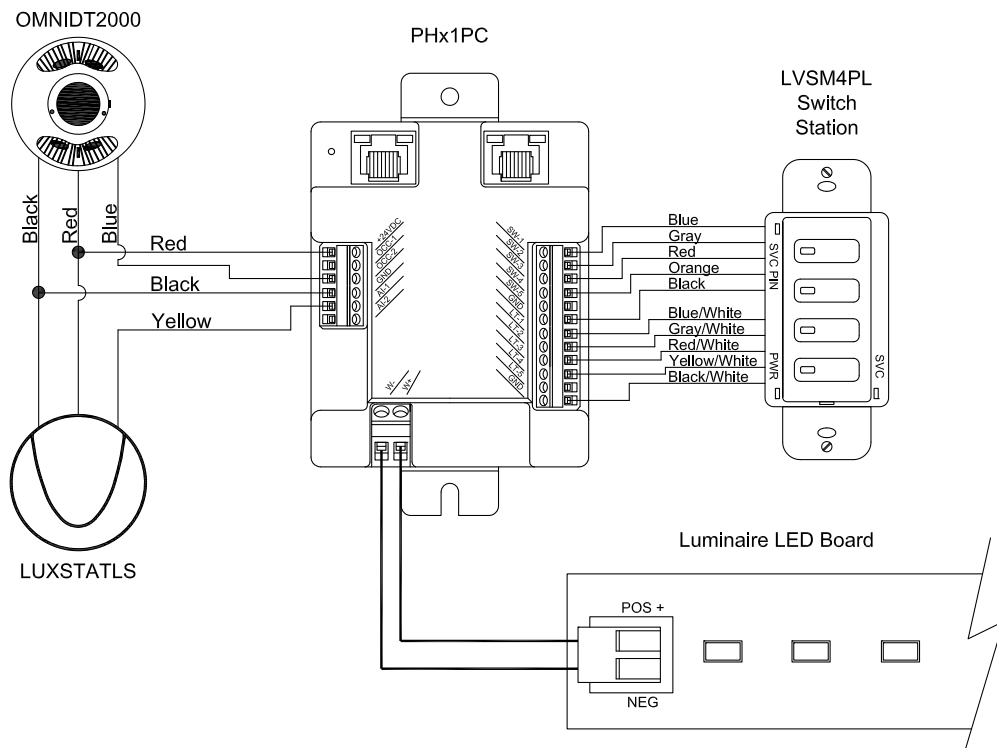 OMNIDT2000
PHx1PC
LVSM4PL
Switch
Station
Black
Red
Blue
Red
Black
Yellow
+24VDC
OCC-1
OCC-2
GND
AI-1
AI-2
SW-1
SW-2
SW-3
SW-4
SW-5
GND
LT-1
LT-2
LT-3
LT-4
LT-5
GND
Blue
Gray
Red
Orange
Black
Blue/White
Gray/White
Red/White
Yellow/White
Black/White
SVC PIN
PWR
SVC
W-
W+
LUXSTATLS
Luminaire LED Board
POS +
NEG